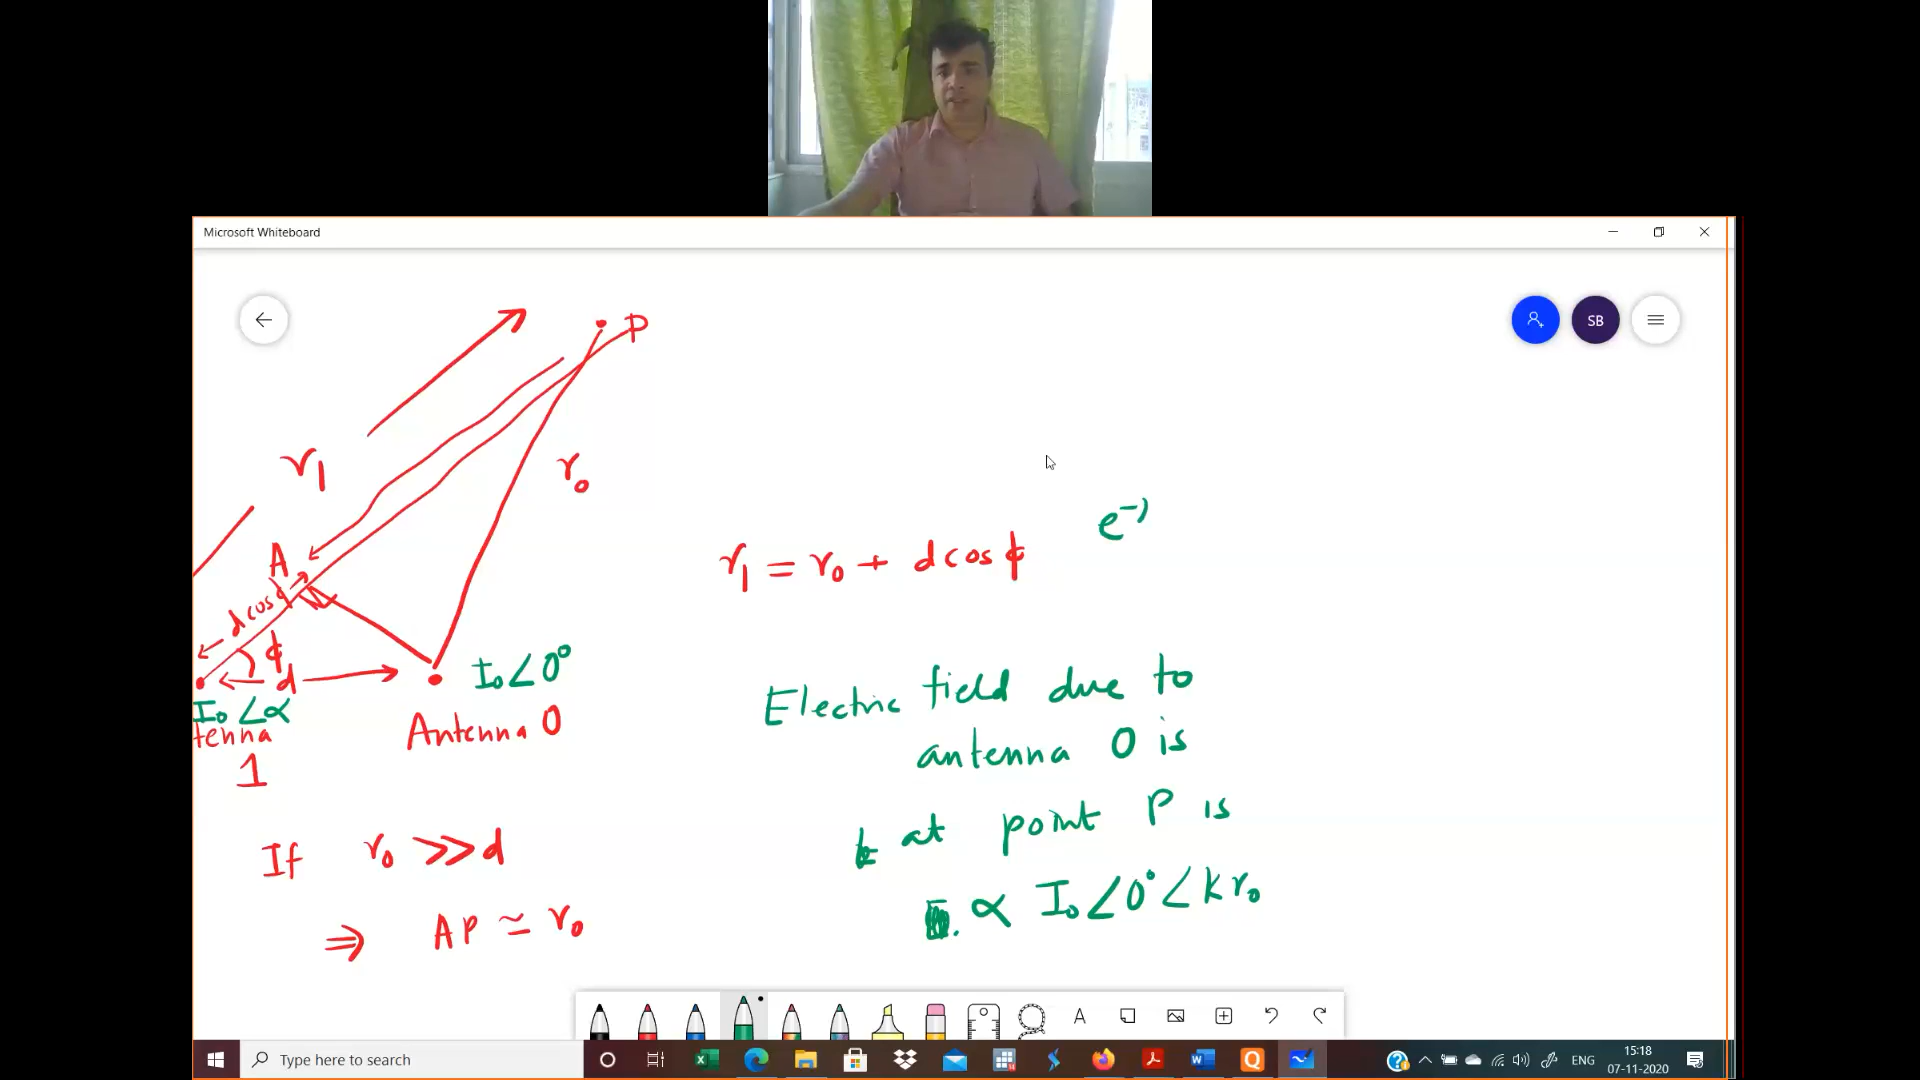 Microsoft Whiteboard
SB
P
r₁
r₀
A
d cos ϕ
ϕ
d
I₀∠0°
I₀∠α
tenna
1
Antenna 0
r₁ = r₀ + d cos ϕ
e⁻
If r₀ >> d
⇒ AP ≃ r₀
Electric field due to
antenna 0 is
at point P is
∝ I₀∠0°∠kr₀
A
Type here to search
ENG
15:18
07-11-2020